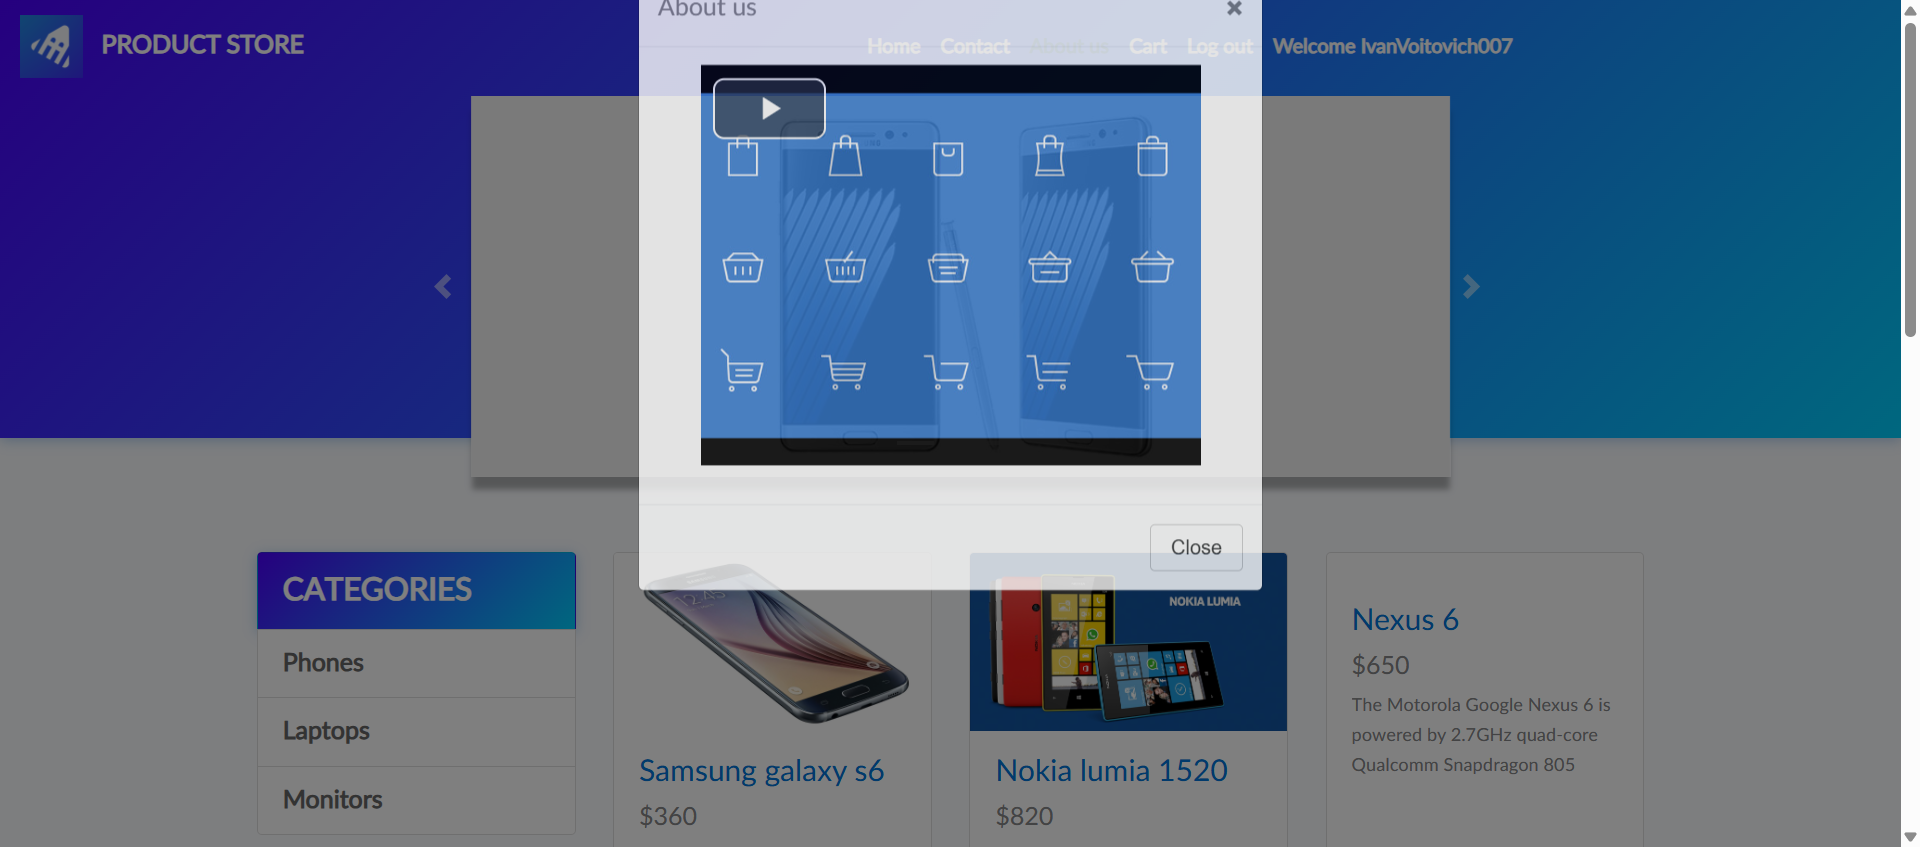 About us
PRODUCT STORE
Home Contact About us Cart Log out Welcome IvanVoitovich007
Close
CATEGORIES
Phones
Laptops
Monitors
12:45
Samsung galaxy s6
$360
NOKIA LUMIA
Nokia lumia 1520
$820
Nexus 6
$650
The Motorola Google Nexus 6 is
powered by 2.7GHz quad-core
Qualcomm Snapdragon 805